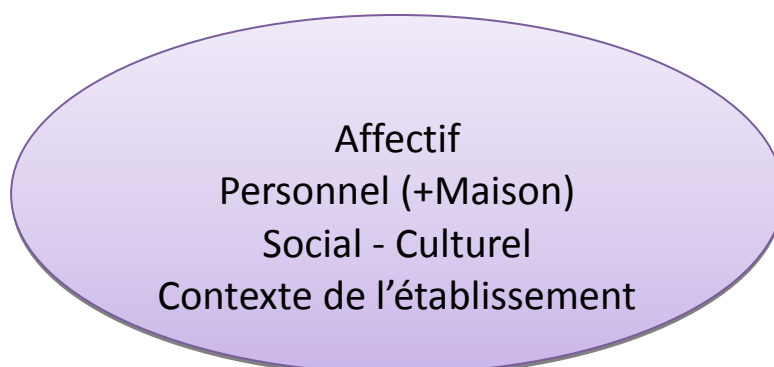 Affectif
Personnel (+Maison)
Social - Culturel
Contexte de l’établissement